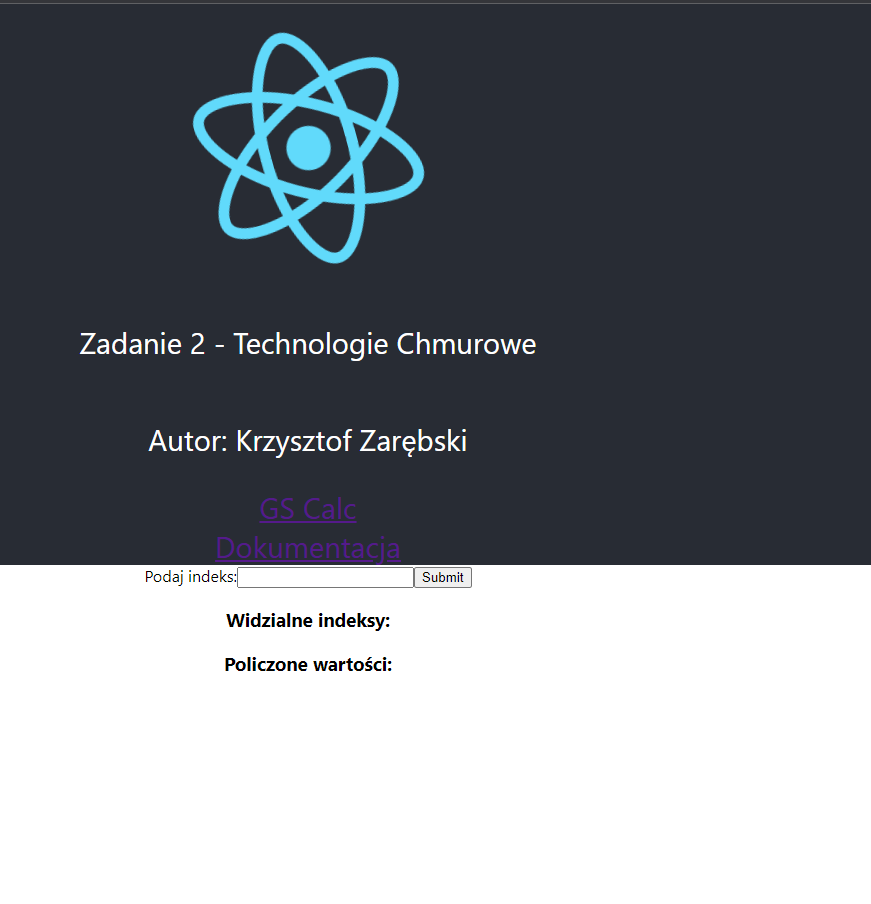 Zadanie 2 - Technologie Chmurowe
Autor: Krzysztof Zarębski
GS Calc
Dokumentacja
Podaj indeks: Submit
Widzialne indeksy:
Policzone wartości: